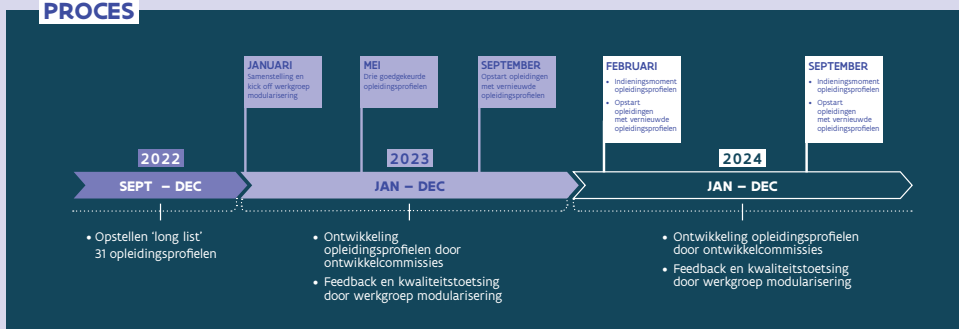 PROCES
JANUARI
Samenstelling en
kick off werkgroep
modularisering
MEI
Drie goedgekeurde
opleidingsprofielen
SEPTEMBER
Opstart opleidingen
met vernieuwde
opleidingsprofielen
FEBRUARI
• Indieningsmoment
opleidingsprofielen
• Opstart
opleidingen
met vernieuwde
opleidingsprofielen
SEPTEMBER
• Indieningsmoment
opleidingsprofielen
• Opstart
opleidingen
met vernieuwde
opleidingsprofielen
2022
2023
2024
SEPT – DEC
JAN – DEC
JAN – DEC
• Opstellen ‘long list’
31 opleidingsprofielen
• Ontwikkeling
opleidingsprofielen door
ontwikkelcommissies
• Feedback en kwaliteitstoetsing
door werkgroep modularisering
• Ontwikkeling opleidingsprofielen
door ontwikkelcommissies
• Feedback en kwaliteitstoetsing
door werkgroep modularisering